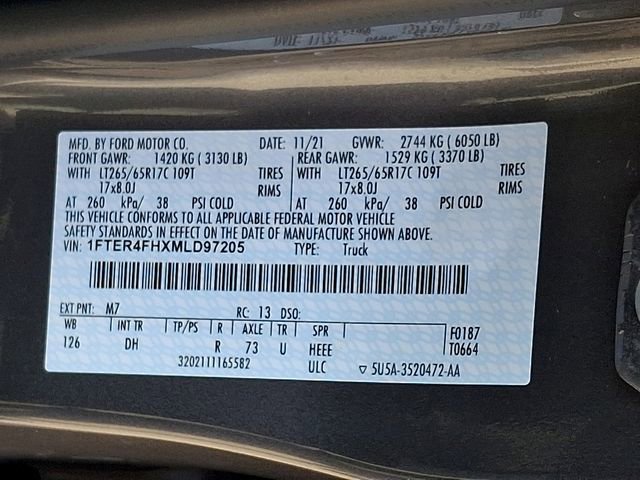 MFD. BY FORD MOTOR CO. DATE: 11/21 GVWR: 2744 KG ( 6050 LB)
FRONT GAWR: 1420 KG ( 3130 LB) REAR GAWR: 1529 KG ( 3370 LB)
WITH LT265/65R17C 109T TIRES WITH LT265/65R17C 109T TIRES
17x8.0J RIMS 17x8.0J RIMS
AT 260 kPa/ 38 PSI COLD AT 260 kPa/ 38 PSI COLD
THIS VEHICLE CONFORMS TO ALL APPLICABLE FEDERAL MOTOR VEHICLE
SAFETY STANDARDS IN EFFECT ON THE DATE OF MANUFACTURE SHOWN ABOVE.
VIN: 1FTER4FHXMLD97205 TYPE: Truck
EXT PNT: M7 RC: 13 DSO:
WB INT TR TP/PS R AXLE TR SPR F0187
126 DH R 73 U HEEE T0664
3202111165582 ULC ▽ 5U5A-3520472-AA